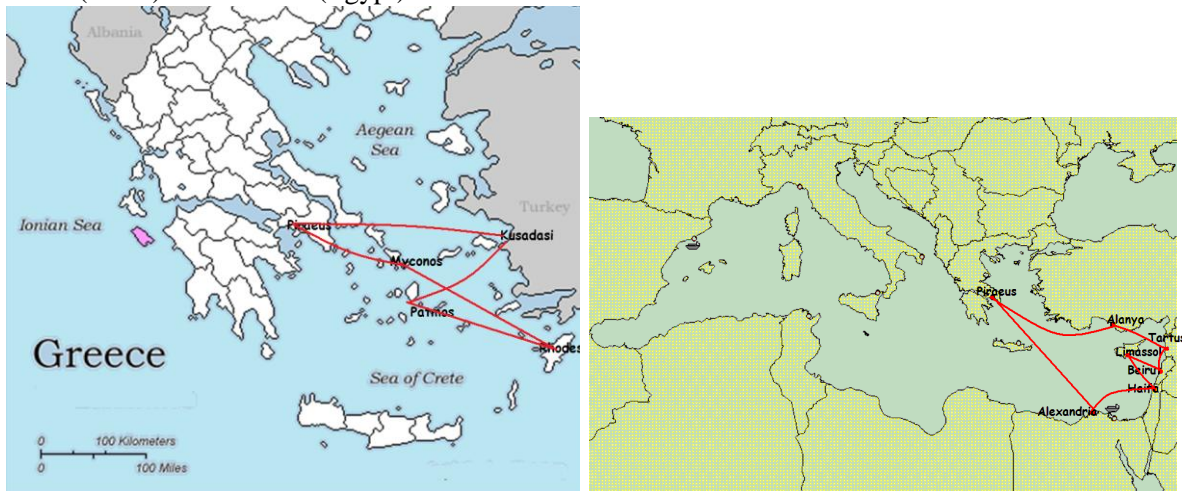 Albania
Aegean
Sea
Ionian Sea
Turkey
Piraeus
Kusadasi
Myconos
Patmos
Rhodes
Greece
Sea of Crete
0 100 Kilometers
0 100 Miles
Piraeus
Alanya
Tartus
Limassol
Beirut
Haifa
Alexandria